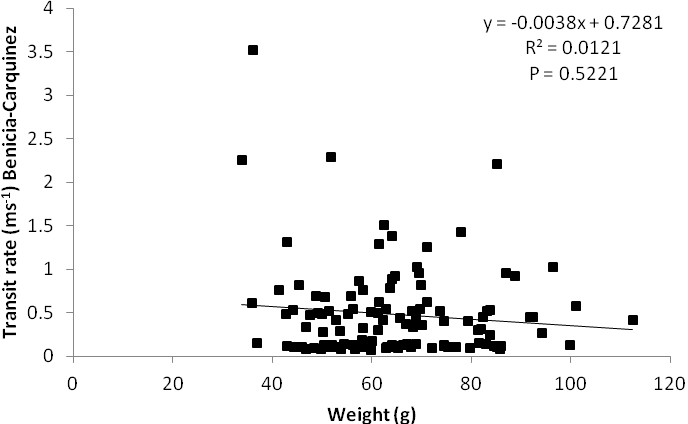 y = -0.0038x + 0.7281
R² = 0.0121
P = 0.5221
Transit rate (ms⁻¹) Benicia-Carquinez
4
3.5
3
2.5
2
1.5
1
0.5
0
0 20 40 60 80 100 120
Weight (g)